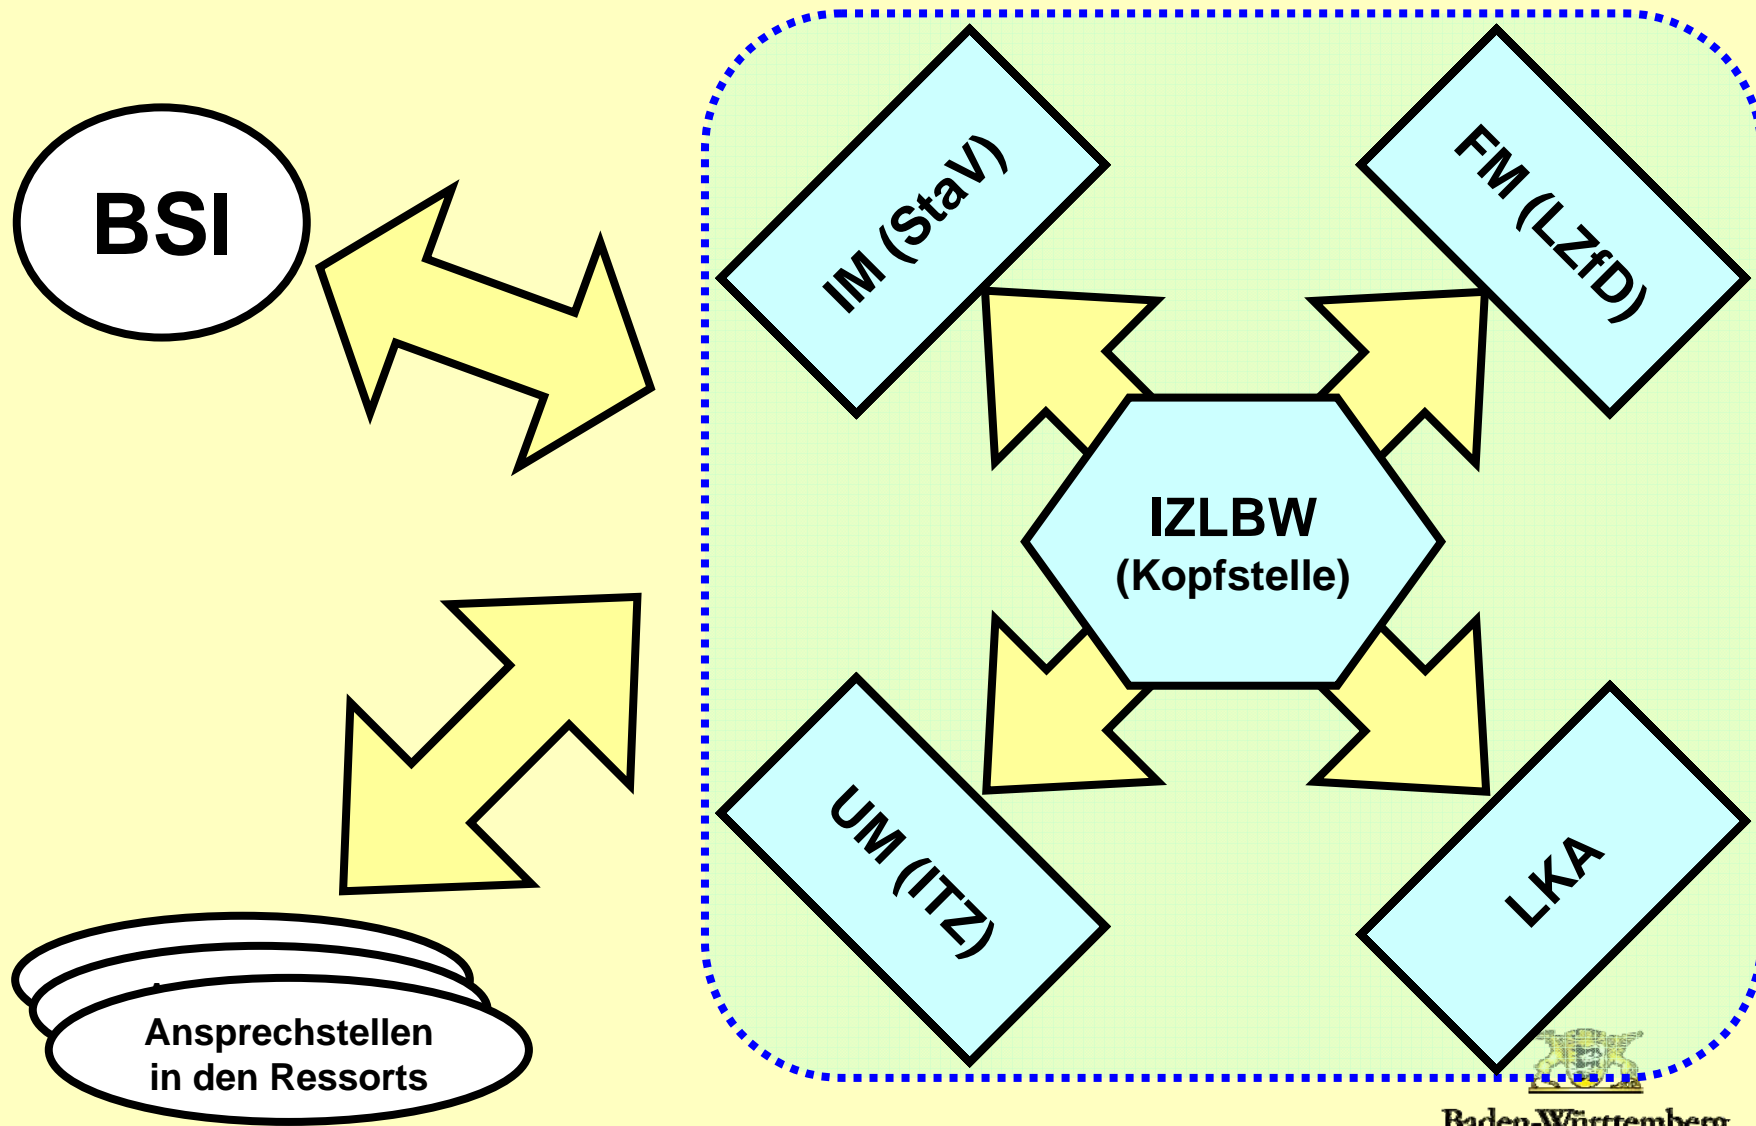 BSI
IM (StaV)
FM (LZfD)
IZLBW
(Kopfstelle)
UM (ITZ)
LKA
Ansprechstellen
in den Ressorts
Baden-Württemberg